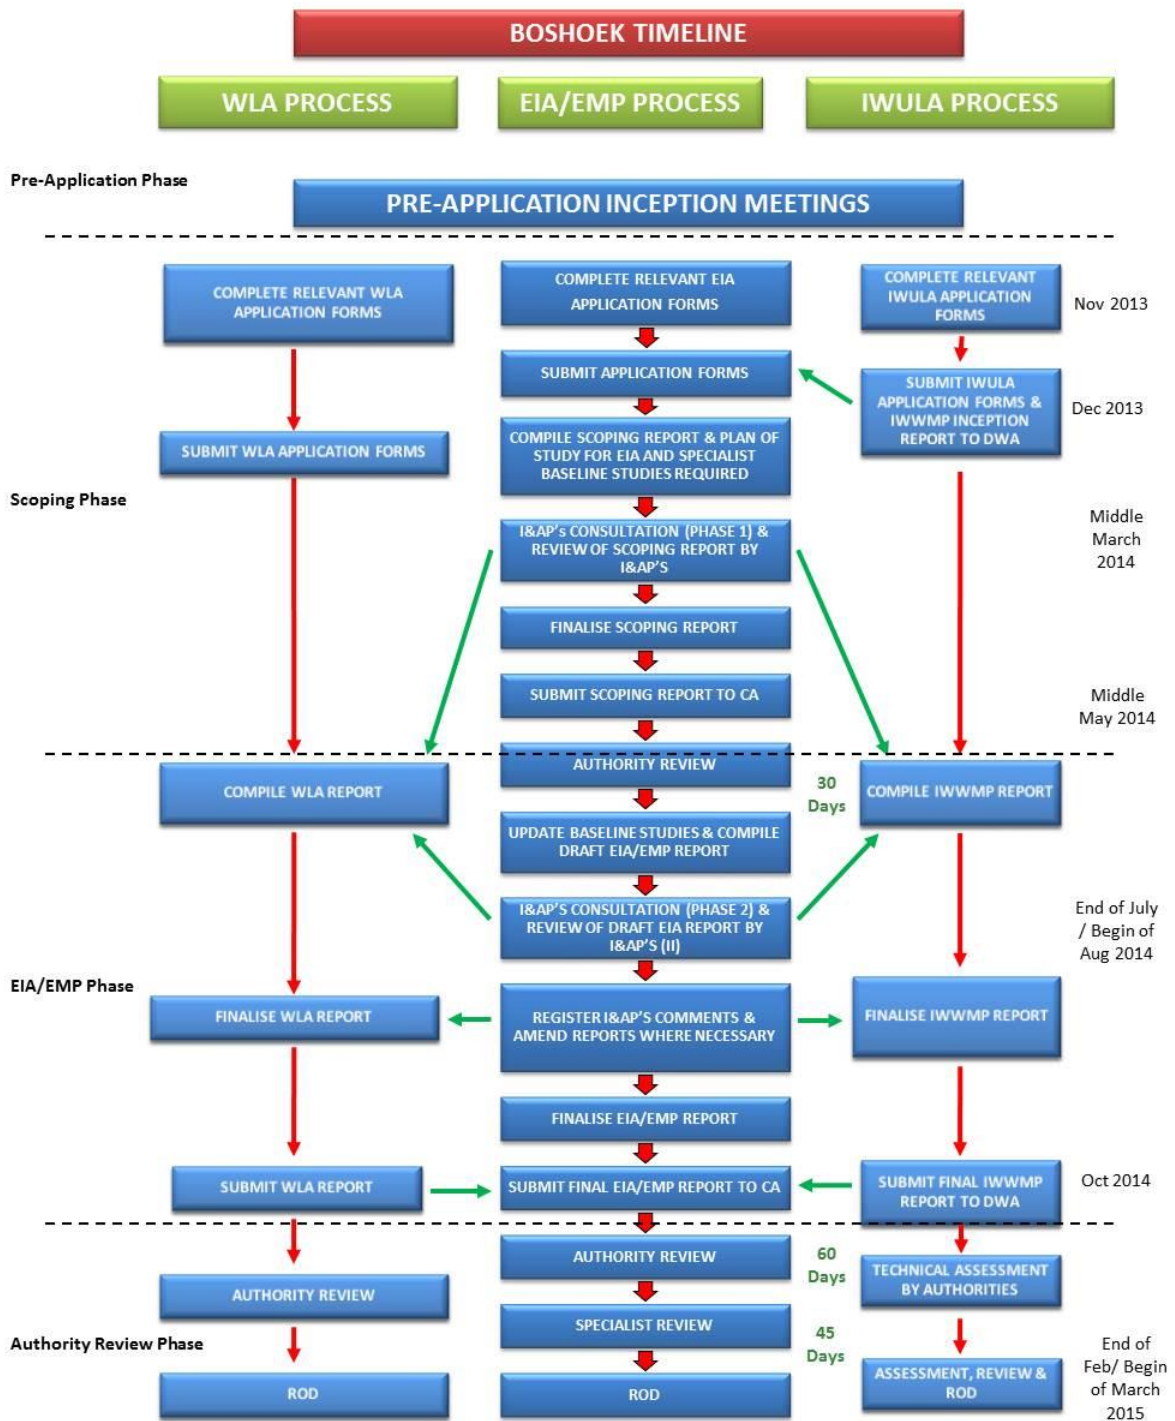 BOSHOEK TIMELINE
WLA PROCESS
EIA/EMP PROCESS
IWULA PROCESS
Pre-Application Phase
PRE-APPLICATION INCEPTION MEETINGS
COMPLETE RELEVANT WLA
APPLICATION FORMS
COMPLETE RELEVANT EIA
APPLICATION FORMS
COMPLETE RELEVANT
IWULA APPLICATION
FORMS
Nov 2013
SUBMIT APPLICATION FORMS
SUBMIT IWULA
APPLICATION FORMS &
IWWMP INCEPTION
REPORT TO DWA
Dec 2013
SUBMIT WLA APPLICATION FORMS
COMPILE SCOPING REPORT & PLAN OF
STUDY FOR EIA AND SPECIALIST
BASELINE STUDIES REQUIRED
Scoping Phase
I&AP's CONSULTATION (PHASE 1) &
REVIEW OF SCOPING REPORT BY
I&AP'S
Middle
March
2014
FINALISE SCOPING REPORT
SUBMIT SCOPING REPORT TO CA
Middle
May 2014
AUTHORITY REVIEW
30
Days
COMPILE WLA REPORT
COMPILE IWWMP REPORT
UPDATE BASELINE STUDIES & COMPILE
DRAFT EIA/EMP REPORT
I&AP'S CONSULTATION (PHASE 2) &
REVIEW OF DRAFT EIA REPORT BY
I&AP'S (II)
End of July
/ Begin of
Aug 2014
EIA/EMP Phase
FINALISE WLA REPORT
REGISTER I&AP'S COMMENTS &
AMEND REPORTS WHERE NECESSARY
FINALISE IWWMP REPORT
FINALISE EIA/EMP REPORT
SUBMIT WLA REPORT
SUBMIT FINAL EIA/EMP REPORT TO CA
SUBMIT FINAL IWWMP
REPORT TO DWA
Oct 2014
AUTHORITY REVIEW
AUTHORITY REVIEW
60
Days
TECHNICAL ASSESSMENT
BY AUTHORITIES
Authority Review Phase
SPECIALIST REVIEW
45
Days
ROD
ROD
ASSESSMENT, REVIEW &
ROD
End of
Feb/ Begin
of March
2015